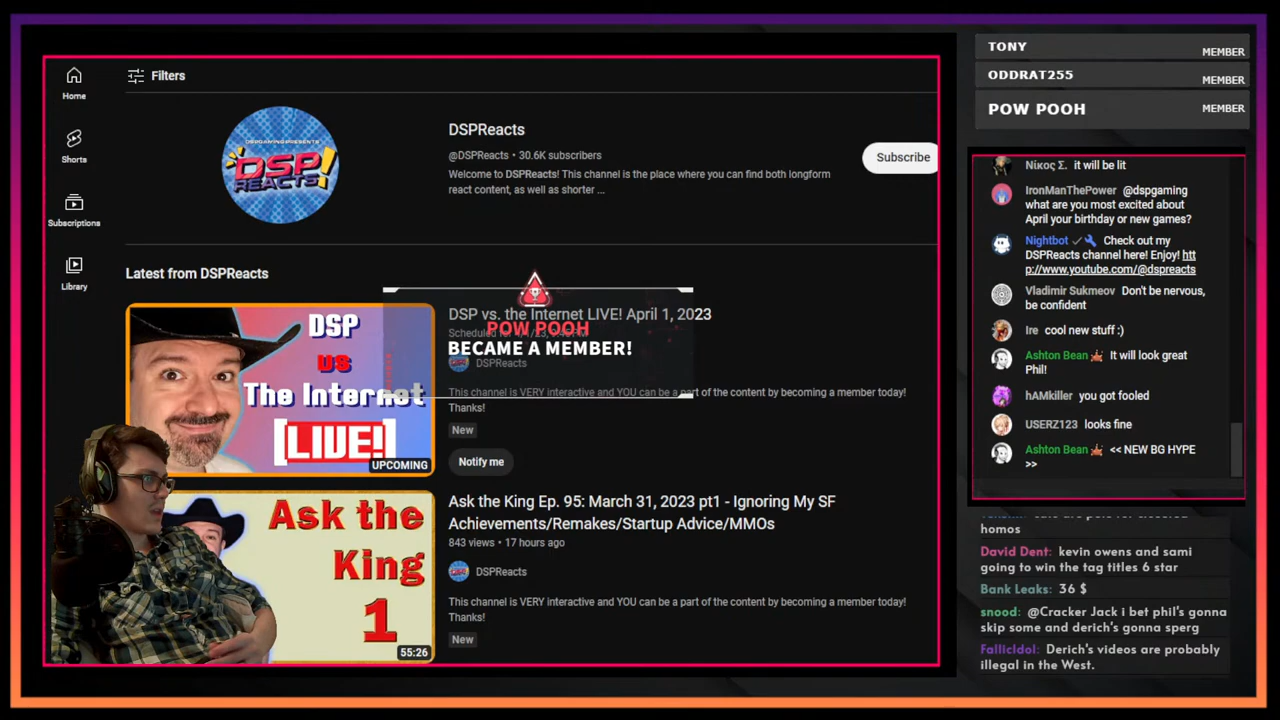 Home
Shorts
Subscriptions
Library
Filters
DSPGAMING PRESENTS
DSP!
REACTS
DSPReacts
@DSPReacts • 30.6K subscribers
Welcome to DSPReacts! This channel is the place where you can find both longform
react content, as well as shorter ...
Subscribe
Latest from DSPReacts
DSP
vs
The Internet
[LIVE!]
UPCOMING
DSP vs. the Internet LIVE! April 1, 2023
POW POOH
BECAME A MEMBER!
DSPReacts
This channel is VERY interactive and YOU can be a part of the content by becoming a member today!
Thanks!
New
Notify me
Ask the
King
1
55:26
Ask the King Ep. 95: March 31, 2023 pt1 - Ignoring My SF
Achievements/Remakes/Startup Advice/MMOs
843 views • 17 hours ago
DSPReacts
This channel is VERY interactive and YOU can be a part of the content by becoming a member today!
Thanks!
New
TONY MEMBER
ODDRAT255 MEMBER
POW POOH MEMBER
Νίκος Σ. it will be lit
IronManThePower @dspgaming
what are you most excited about
April your birthday or new games?
Nightbot Check out my
DSPReacts channel here! Enjoy! htt
p://www.youtube.com/@dspreacts
Vladimir Sukmeov Don't be nervous,
be confident
Ire cool new stuff :)
Ashton Bean It will look great
Phil!
hAMkiller you got fooled
USERZ123 looks fine
Ashton Bean << NEW BG HYPE
>>
homos
David Dent: kevin owens and sami
going to win the tag titles 6 star
Bank Leaks: 36 $
snood: @Cracker Jack i bet phil's gonna
skip some and derich's gonna sperg
FallicIdol: Derich's videos are probably
illegal in the West.